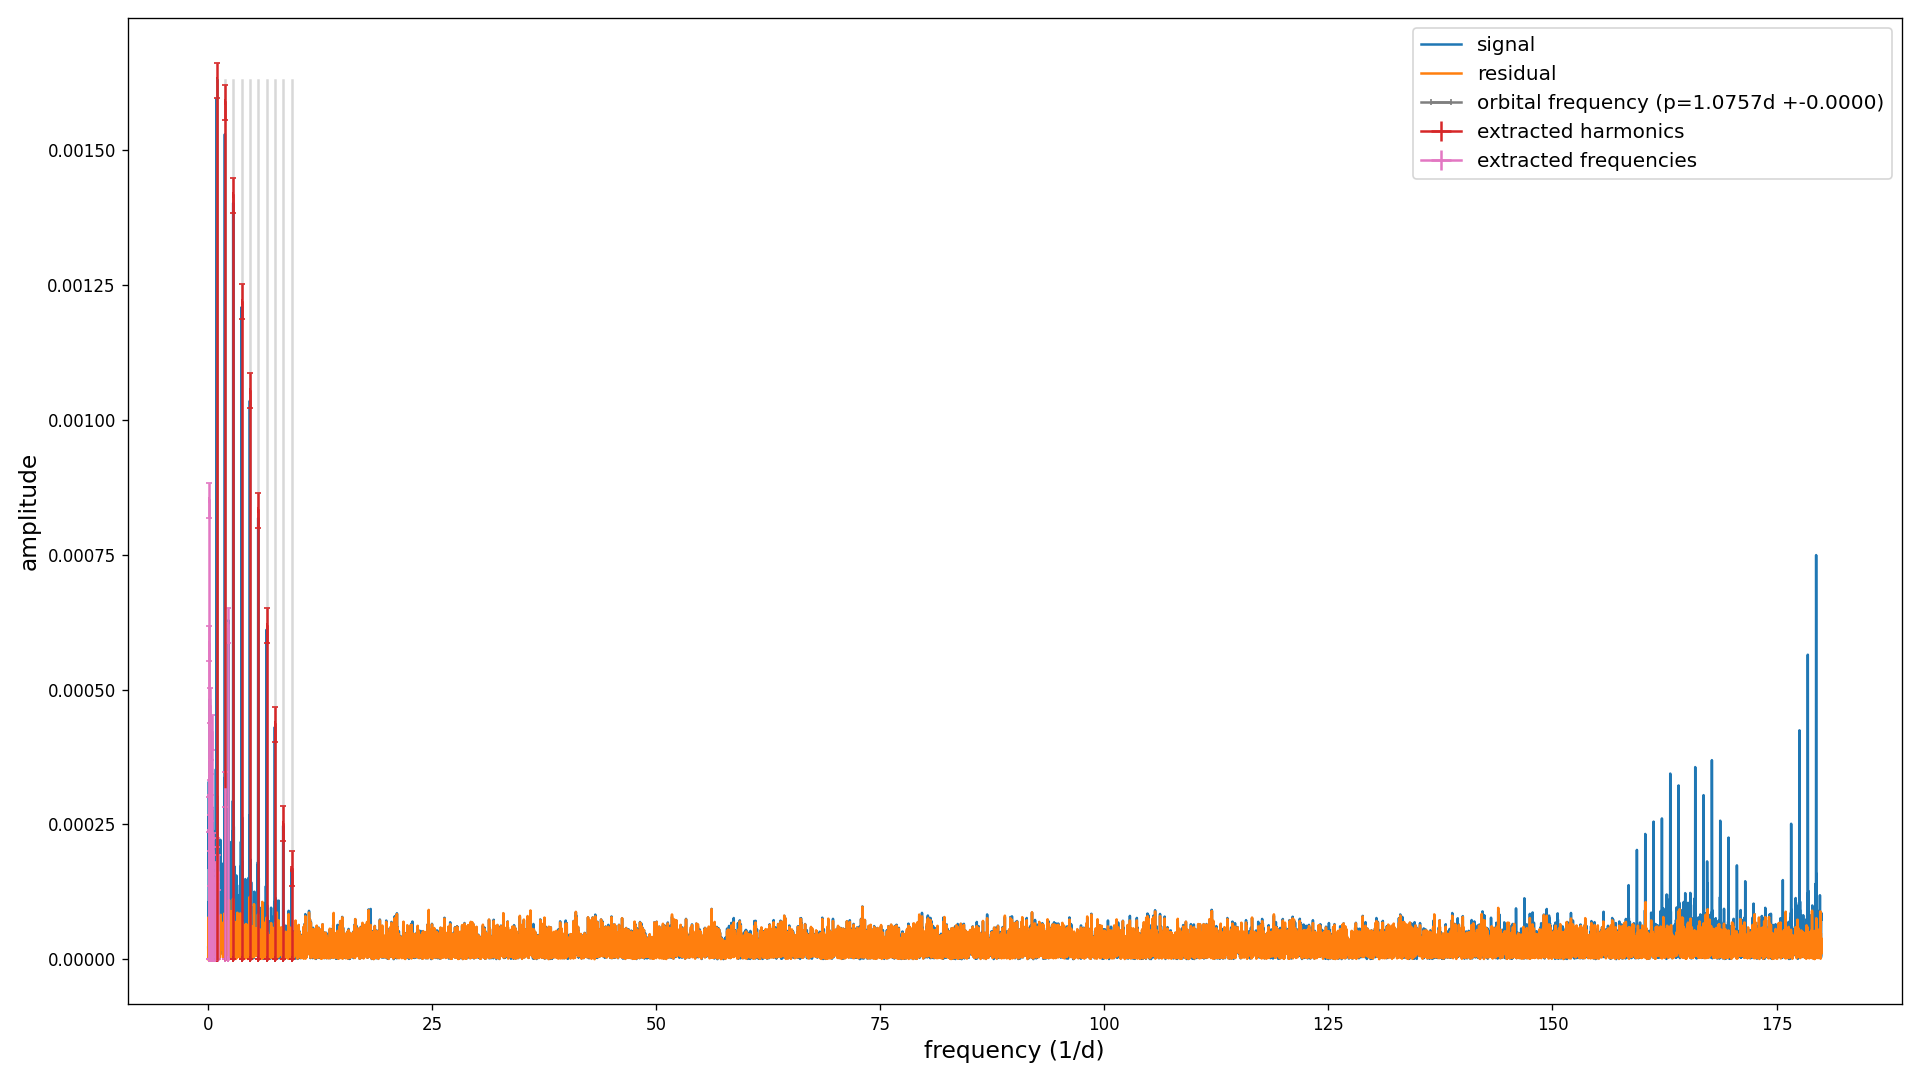 signal
residual
orbital frequency (p=1.0757d +-0.0000)
extracted harmonics
extracted frequencies
0.00150
0.00125
0.00100
0.00075
0.00050
0.00025
0.00000
amplitude
0 25 50 75 100 125 150 175
frequency (1/d)